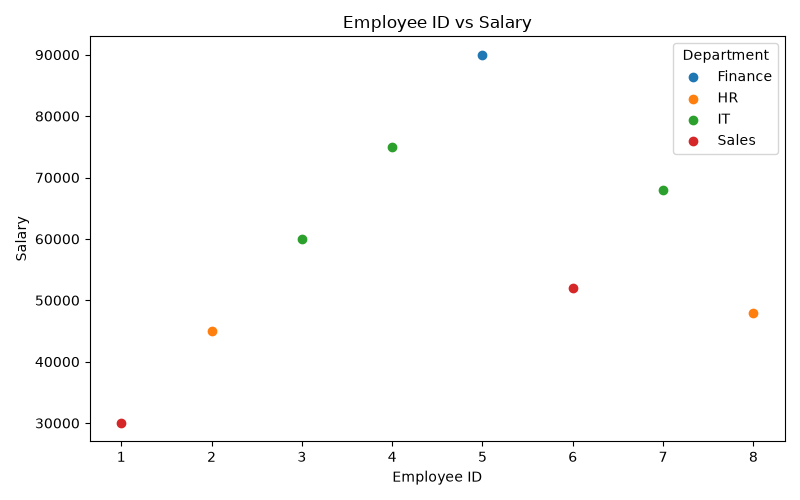 Employee ID vs Salary
Department
Finance
HR
IT
Sales
Salary
90000
80000
70000
60000
50000
40000
30000
1 2 3 4 5 6 7 8
Employee ID